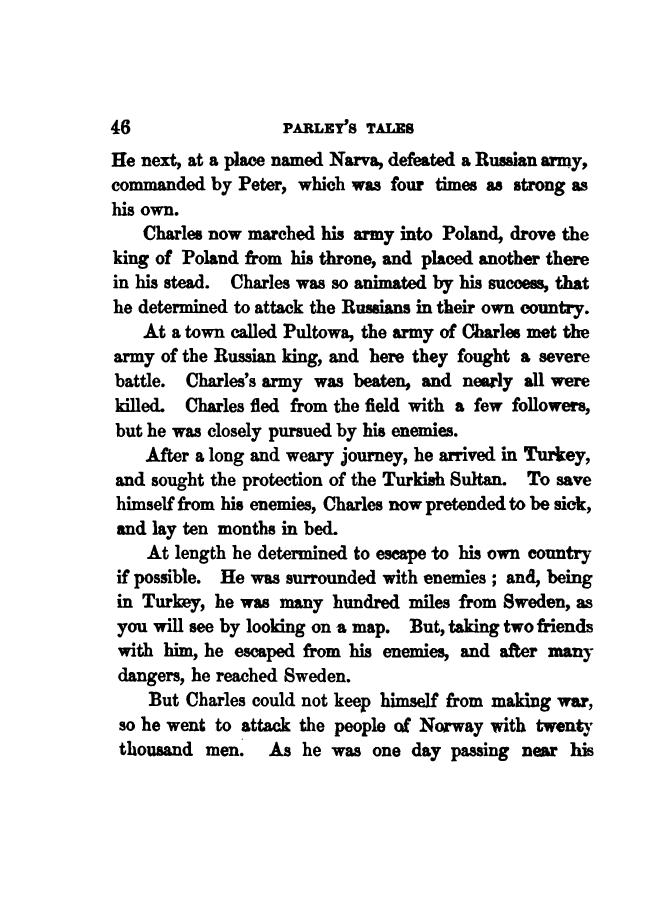 46 PARLEY'S TALES
He next, at a place named Narva, defeated a Russian army,
commanded by Peter, which was four times as strong as
his own.
Charles now marched his army into Poland, drove the
king of Poland from his throne, and placed another there
in his stead. Charles was so animated by his success, that
he determined to attack the Russians in their own country.
At a town called Pultowa, the army of Charles met the
army of the Russian king, and here they fought a severe
battle. Charles's army was beaten, and nearly all were
killed. Charles fled from the field with a few followers,
but he was closely pursued by his enemies.
After a long and weary journey, he arrived in Turkey,
and sought the protection of the Turkish Sultan. To save
himself from his enemies, Charles now pretended to be sick,
and lay ten months in bed.
At length he determined to escape to his own country
if possible. He was surrounded with enemies ; and, being
in Turkey, he was many hundred miles from Sweden, as
you will see by looking on a map. But, taking two friends
with him, he escaped from his enemies, and after many
dangers, he reached Sweden.
But Charles could not keep himself from making war,
so he went to attack the people of Norway with twenty
thousand men. As he was one day passing near his